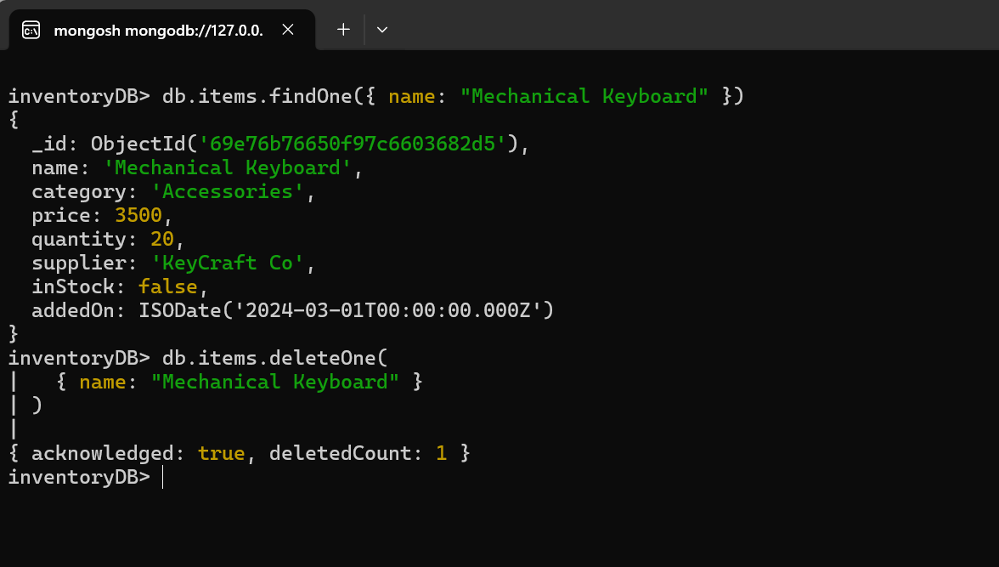 mongosh mongodb://127.0.0.
inventoryDB> db.items.findOne({ name: "Mechanical Keyboard" })
{
  _id: ObjectId('69e76b76650f97c6603682d5'),
  name: 'Mechanical Keyboard',
  category: 'Accessories',
  price: 3500,
  quantity: 20,
  supplier: 'KeyCraft Co',
  inStock: false,
  addedOn: ISODate('2024-03-01T00:00:00.000Z')
}
inventoryDB> db.items.deleteOne(
|   { name: "Mechanical Keyboard" }
| )
|
{ acknowledged: true, deletedCount: 1 }
inventoryDB>